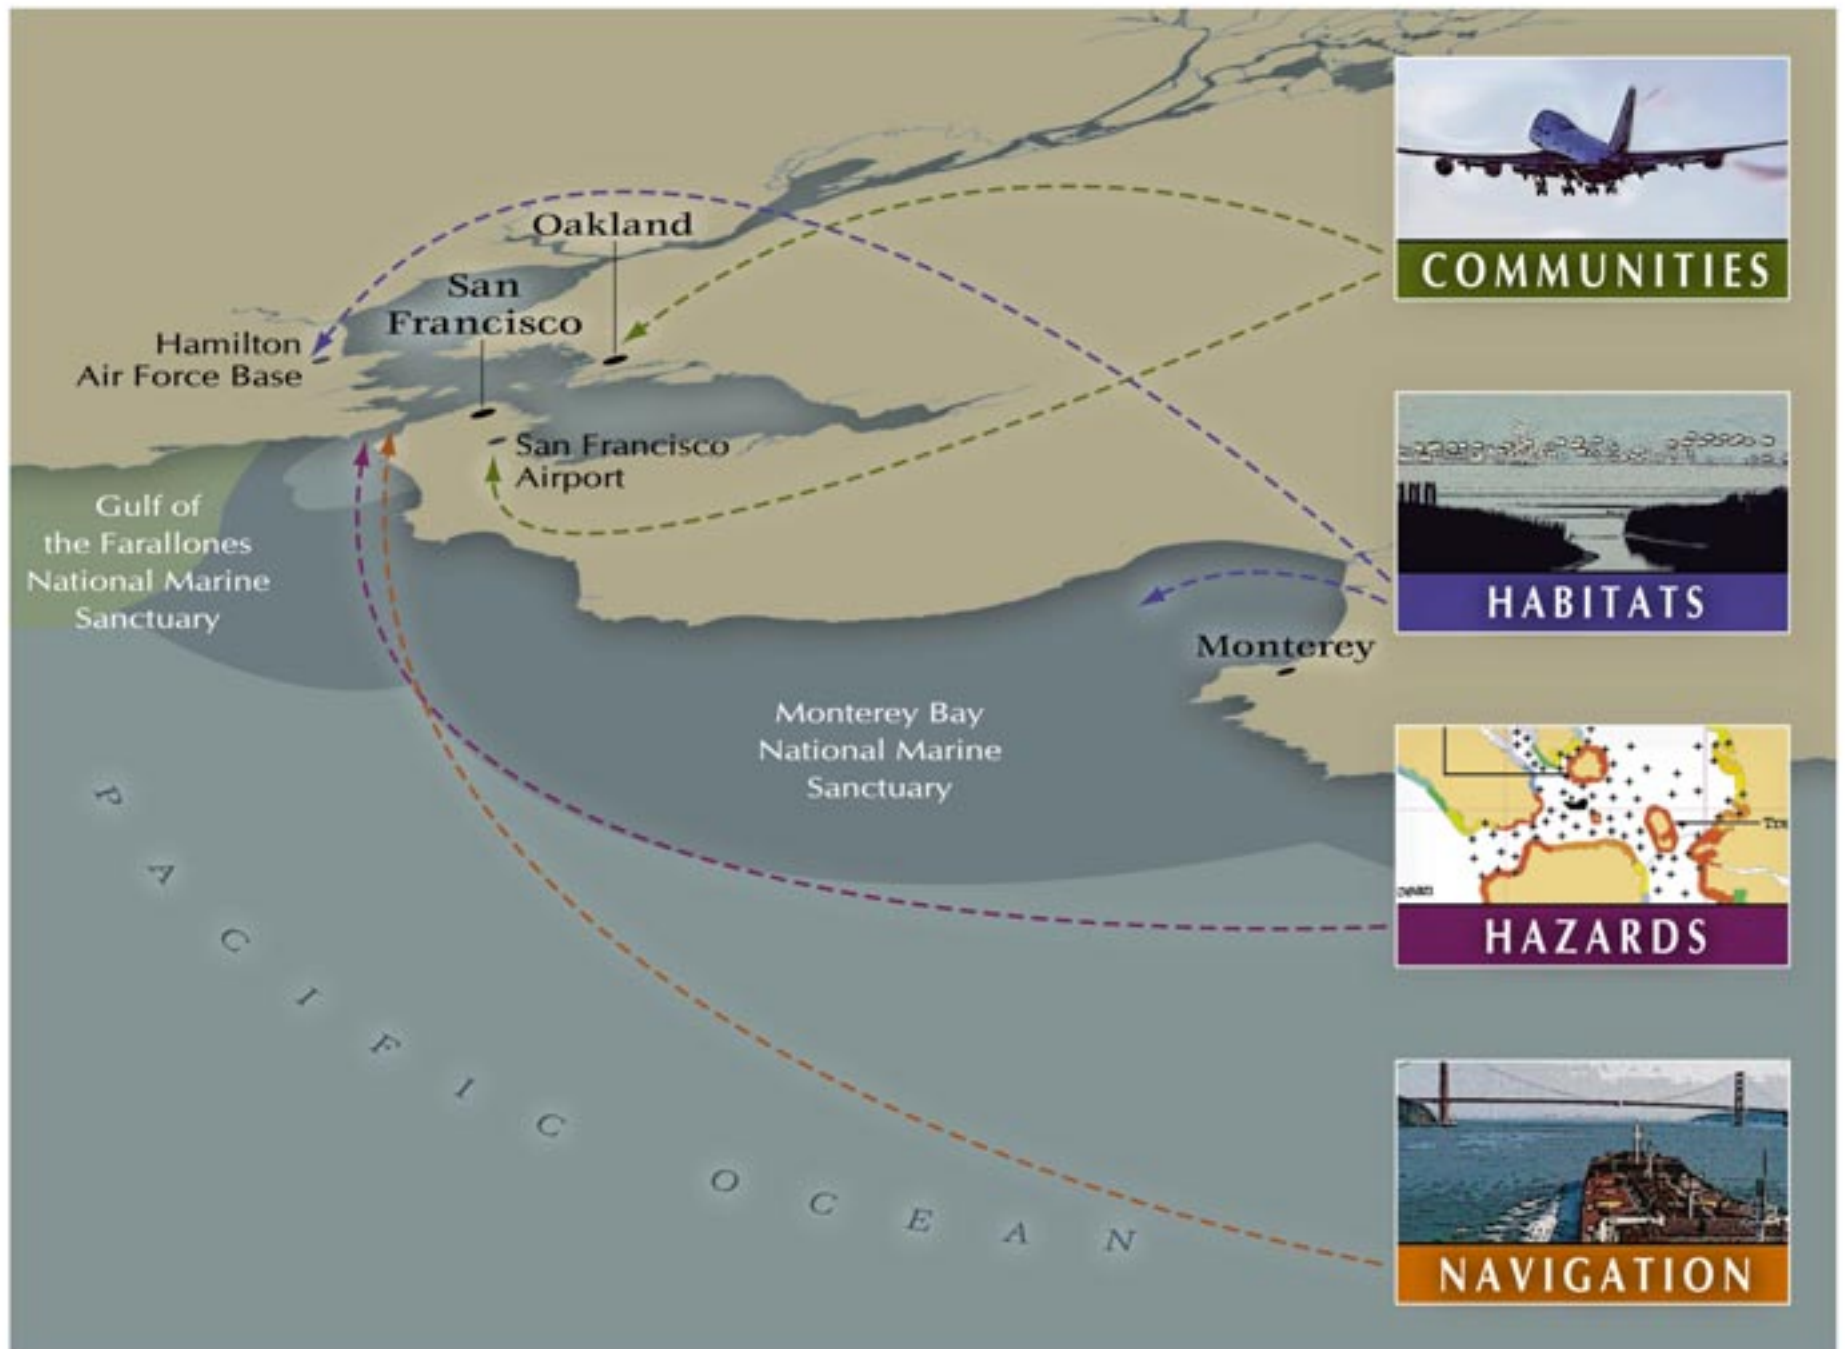 COMMUNITIES
Oakland
San
Francisco
Hamilton
Air Force Base
San Francisco
Airport
Gulf of
the Farallones
National Marine
Sanctuary
HABITATS
Monterey
Monterey Bay
National Marine
Sanctuary
HAZARDS
PACIFIC OCEAN
NAVIGATION